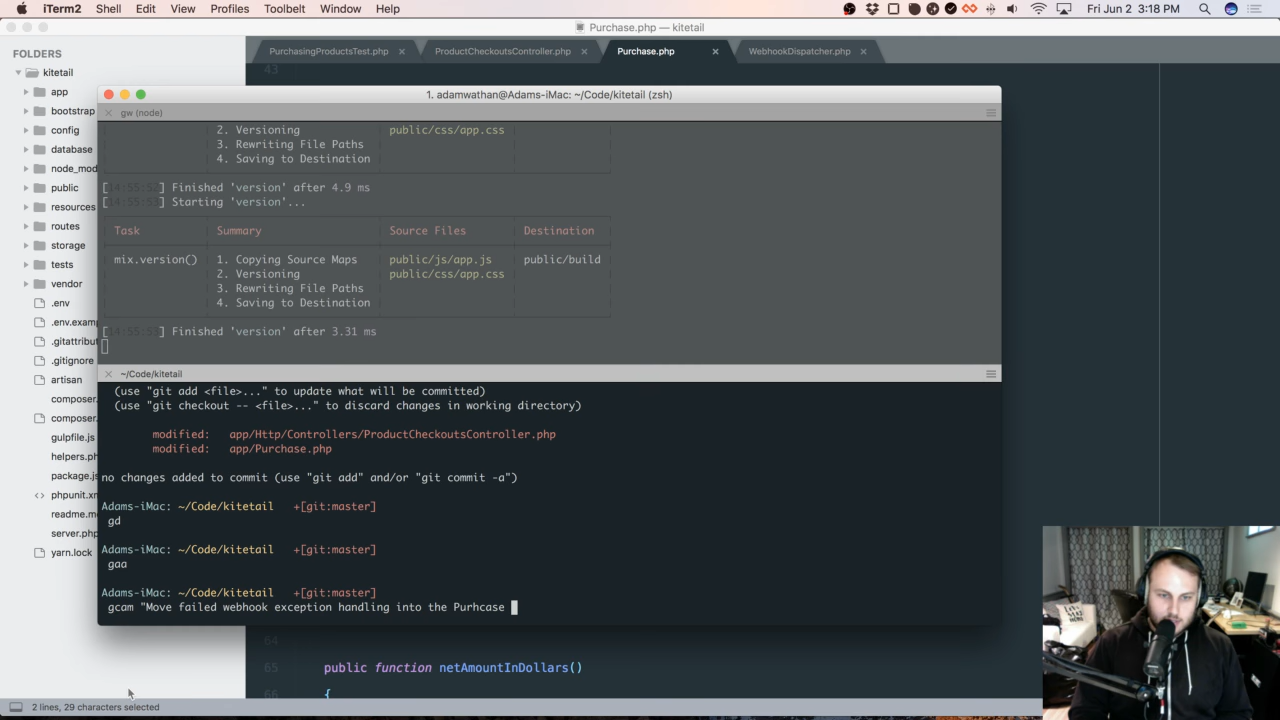 iTerm2 Shell Edit View Profiles Toolbelt Window Help Fri Jun 2 3:18 PM
Purchase.php — kitetail
FOLDERS
PurchasingProductsTest.php × ProductCheckoutsController.php × Purchase.php × WebhookDispatcher.php ×
43
kitetail
app
bootstrap
config
database
node_mod
public
resources
routes
storage
tests
vendor
.env
.env.examp
.gitattribut
.gitignore
artisan
composer.
composer.
gulpfile.js
helpers.ph
package.js
phpunit.xn
readme.m
server.php
yarn.lock
1. adamwathan@Adams-iMac: ~/Code/kitetail (zsh)
gw (node)
2. Versioning public/css/app.css
3. Rewriting File Paths
4. Saving to Destination
] Finished 'version' after 4.9 ms
] Starting 'version'...
Task Summary Source Files Destination
mix.version() 1. Copying Source Maps public/js/app.js public/build
2. Versioning public/css/app.css
3. Rewriting File Paths
4. Saving to Destination
] Finished 'version' after 3.31 ms
~/Code/kitetail
(use "git add <file>..." to update what will be committed)
(use "git checkout -- <file>..." to discard changes in working directory)
modified: app/Http/Controllers/ProductCheckoutsController.php
modified: app/Purchase.php
no changes added to commit (use "git add" and/or "git commit -a")
Adams-iMac: ~/Code/kitetail +[git:master]
gd
Adams-iMac: ~/Code/kitetail +[git:master]
gaa
Adams-iMac: ~/Code/kitetail +[git:master]
gcam "Move failed webhook exception handling into the Purhcase
64
65 public function netAmountInDollars()
66 {
2 lines, 29 characters selected